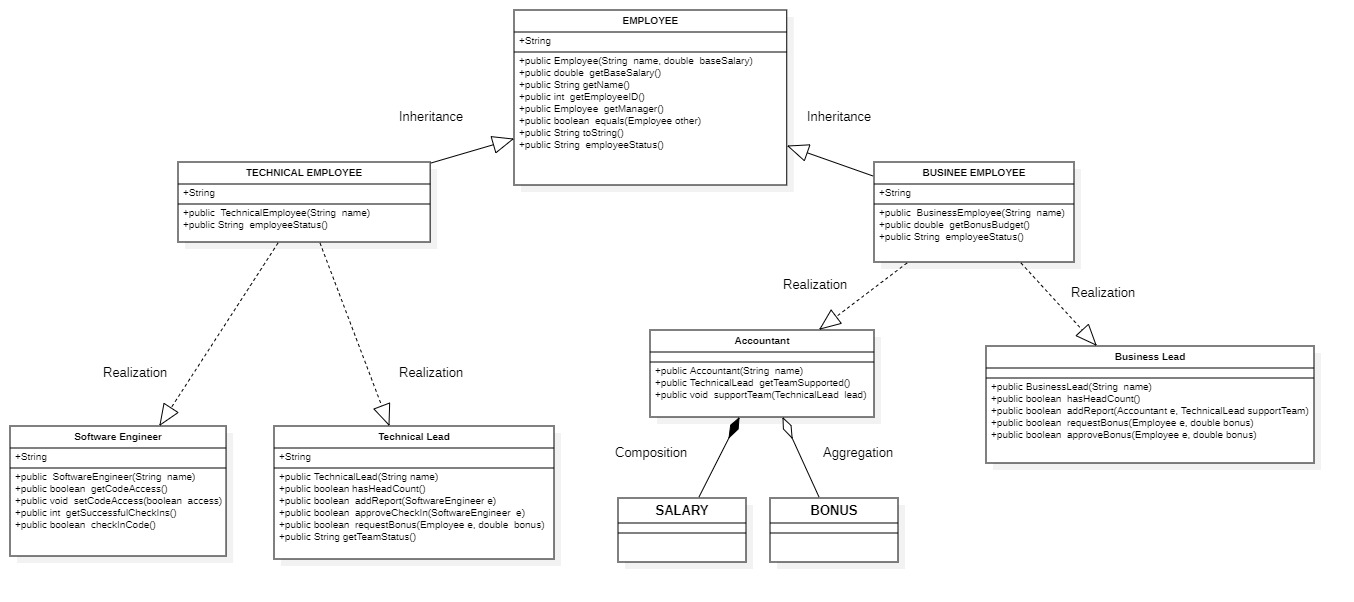 EMPLOYEE
+String
+public Employee(String name, double baseSalary)
+public double getBaseSalary()
+public String getName()
+public int getEmployeeID()
+public Employee getManager()
+public boolean equals(Employee other)
+public String toString()
+public String employeeStatus()
Inheritance
Inheritance
TECHNICAL EMPLOYEE
+String
+public TechnicalEmployee(String name)
+public String employeeStatus()
BUSINEE EMPLOYEE
+String
+public BusinessEmployee(String name)
+public double getBonusBudget()
+public String employeeStatus()
Realization
Realization
Accountant
+public Accountant(String name)
+public TechnicalLead getTeamSupported()
+public void supportTeam(TechnicalLead lead)
Business Lead
+public BusinessLead(String name)
+public boolean hasHeadCount()
+public boolean addReport(Accountant e, TechnicalLead supportTeam)
+public boolean requestBonus(Employee e, double bonus)
+public boolean approveBonus(Employee e, double bonus)
Realization
Realization
Software Engineer
+String
+public SoftwareEngineer(String name)
+public boolean getCodeAccess()
+public void setCodeAccess(boolean access)
+public int getSuccessfulCheckIns()
+public boolean checkInCode()
Technical Lead
+String
+public TechnicalLead(String name)
+public boolean hasHeadCount()
+public boolean addReport(SoftwareEngineer e)
+public boolean approveCheckIn(SoftwareEngineer e)
+public boolean requestBonus(Employee e, double bonus)
+public String getTeamStatus()
Composition
Aggregation
SALARY
BONUS